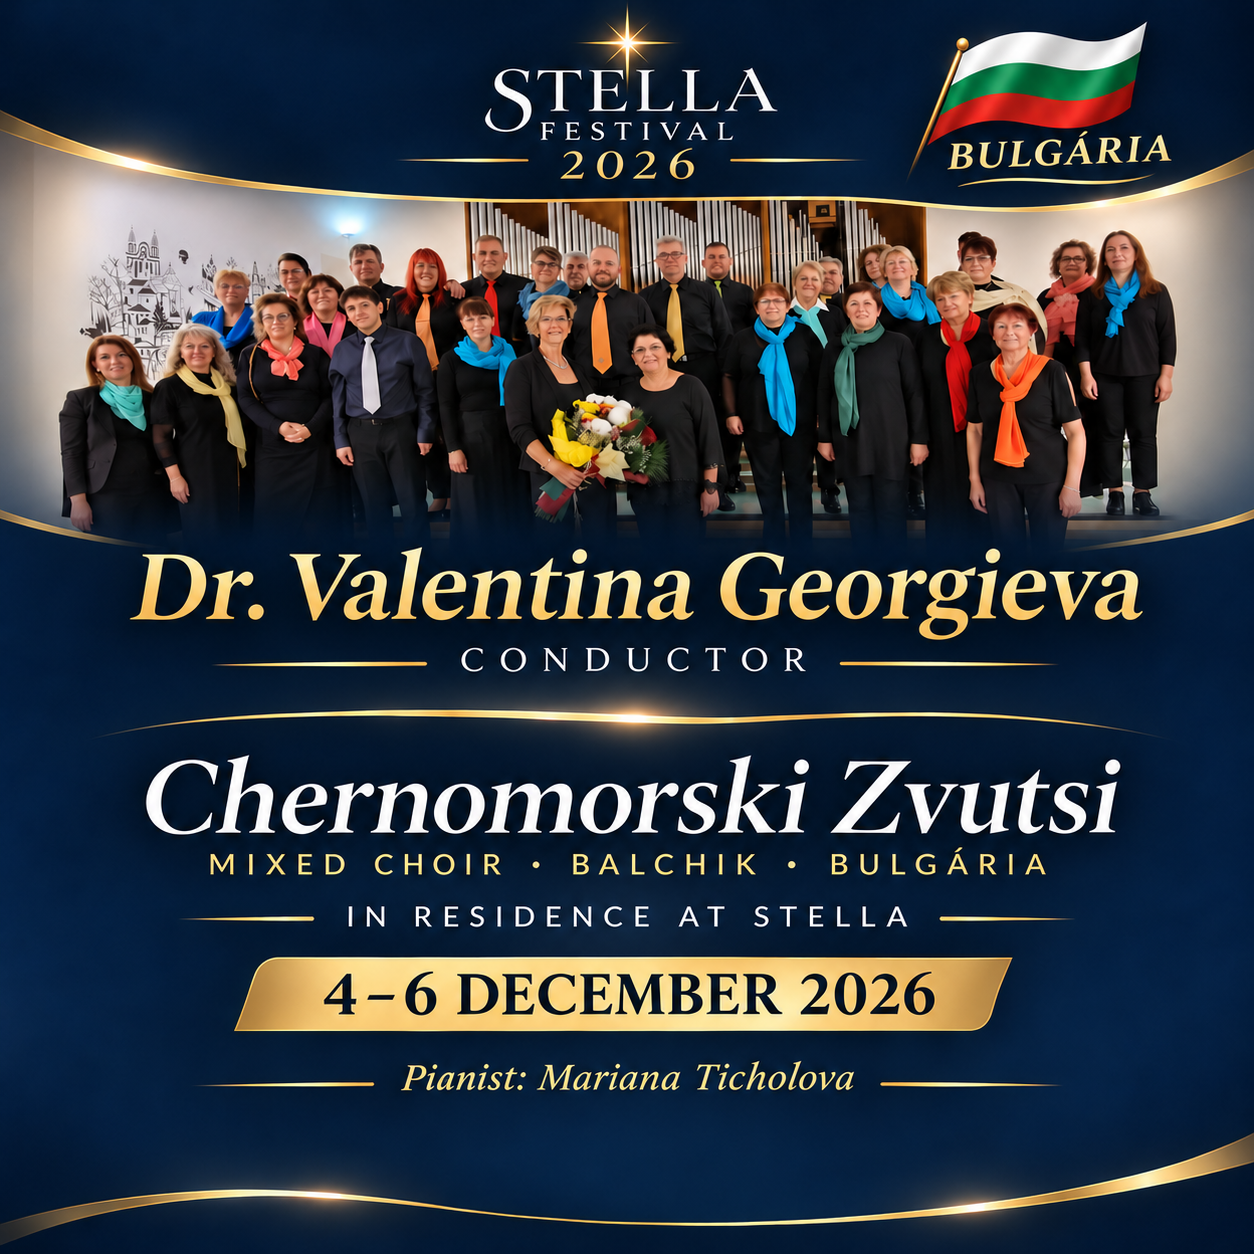 STELLA
FESTIVAL
2026
BULGÁRIA
Dr. Valentina Georgieva
CONDUCTOR
Chernomorski Zvutsi
MIXED CHOIR • BALCHIK • BULGÁRIA
IN RESIDENCE AT STELLA
4–6 DECEMBER 2026
Pianist: Mariana Ticholova